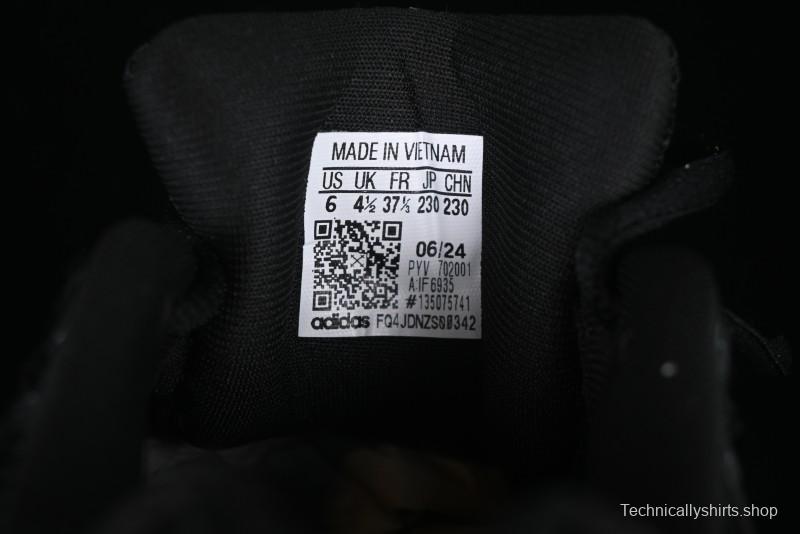 MADE IN VIETNAM
US UK FR JP CHN
6 4½ 37⅓ 230 230
06/24
PYV 702001
A:IF6935
#135075741
adidas FQ4JDNZS00342
Technicallyshirts.shop